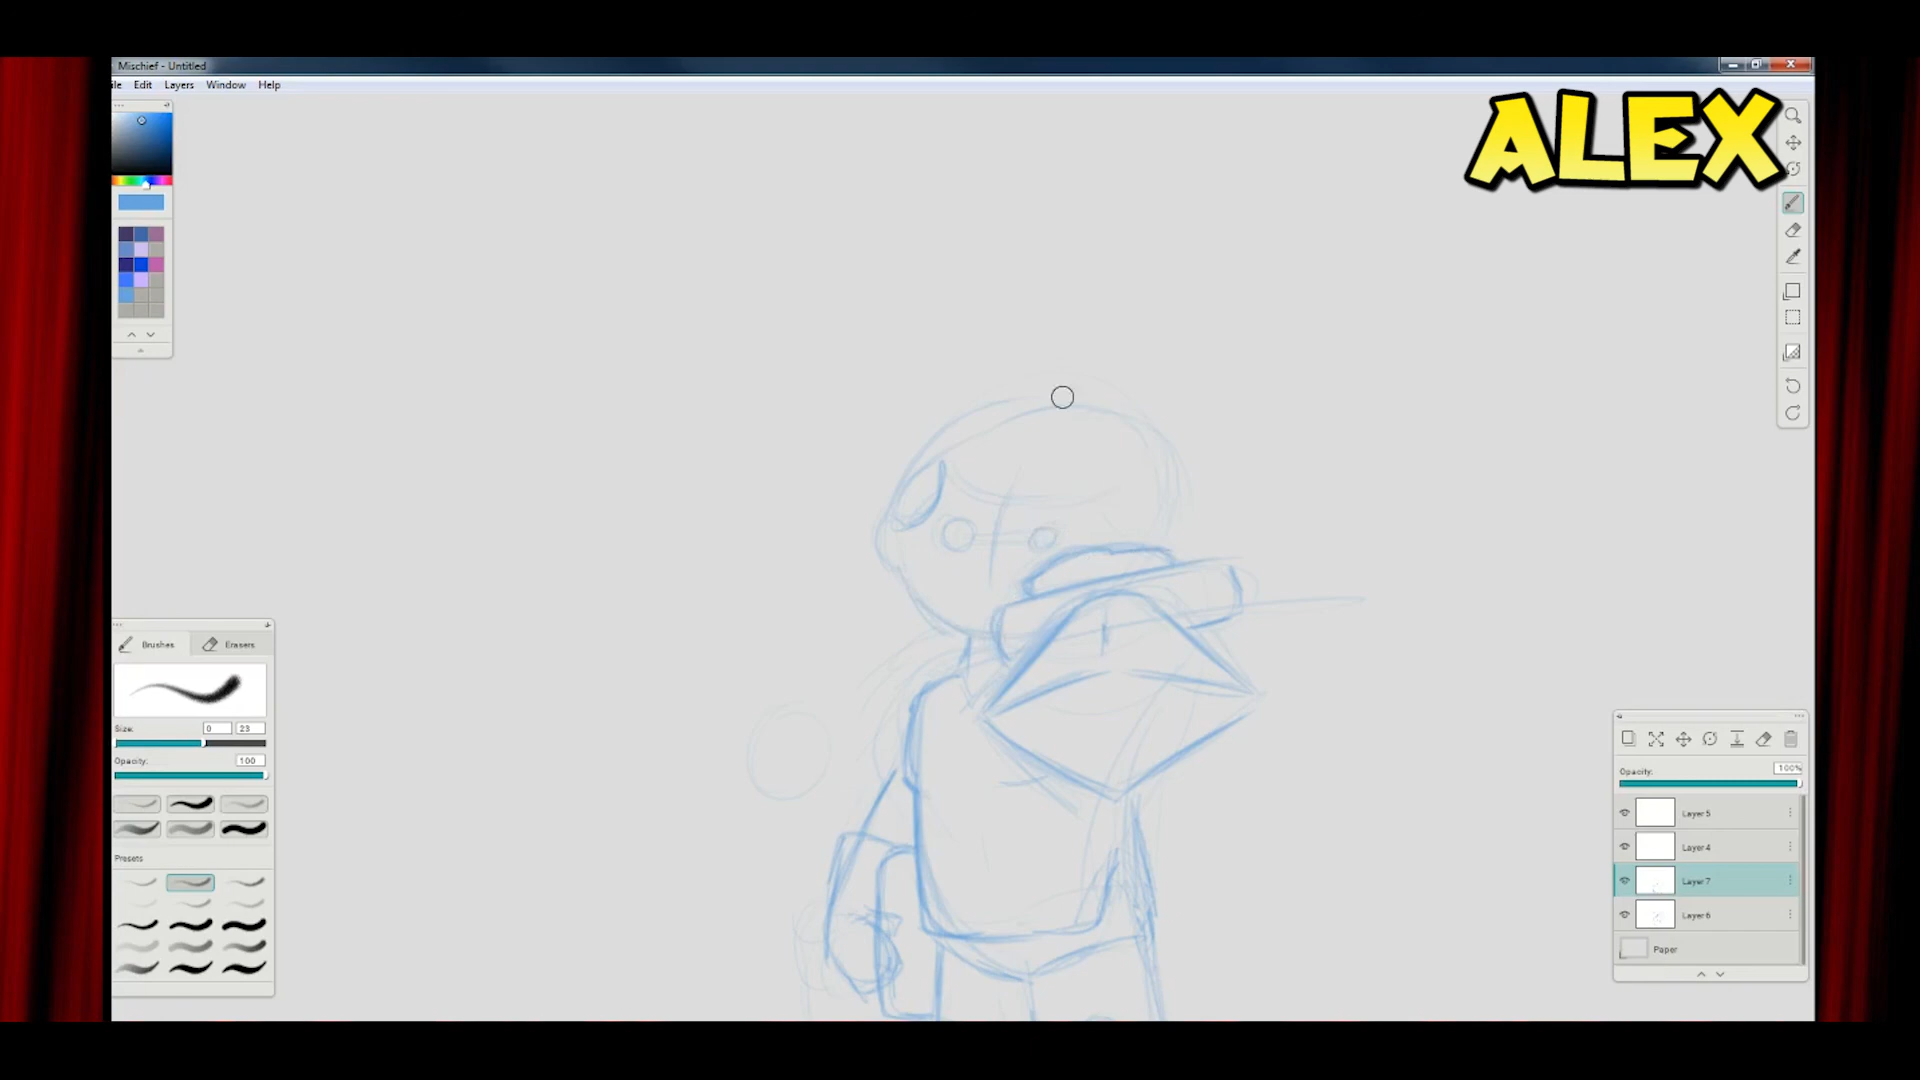 Mischief - Untitled
ile Edit Layers Window Help
ALEX
Brushes Erasers
Size: 0 23
Opacity: 100
Presets
Opacity: 100%
Layer 5
Layer 4
Layer 7
Layer 6
Paper